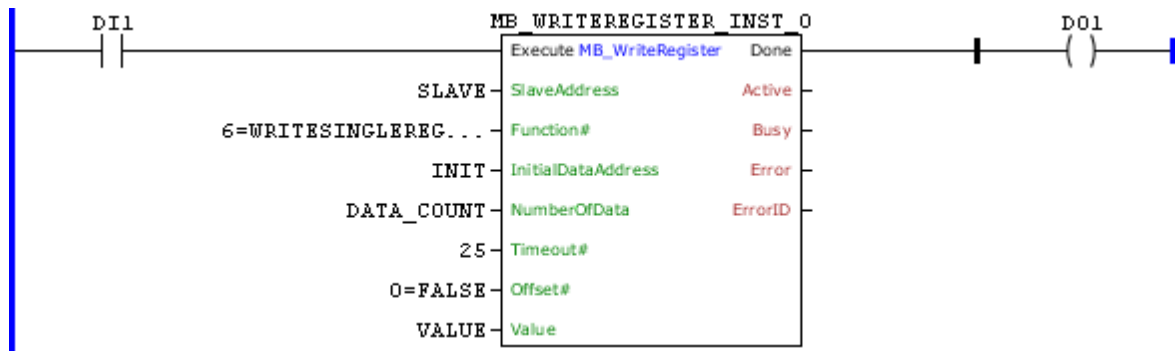 DI1 MB_WRITEREGISTER_INST_0 DO1
Execute MB_WriteRegister Done
SLAVE SlaveAddress Active
6=WRITESINGLEREG... Function# Busy
INIT InitialDataAddress Error
DATA_COUNT NumberOfData ErrorID
25 Timeout#
0=FALSE Offset#
VALUE Value